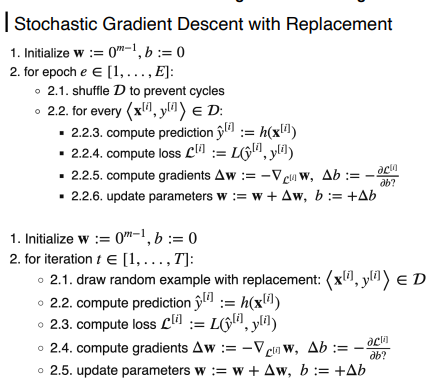 Stochastic Gradient Descent with Replacement
1. Initialize w := 0^{m−1}, b := 0
2. for epoch e ∈ [1, . . . , E]:
◦ 2.1. shuffle 𝒟 to prevent cycles
◦ 2.2. for every ⟨x^{[i]}, y^{[i]}⟩ ∈ 𝒟:
▪ 2.2.3. compute prediction ŷ^{[i]} := h(x^{[i]})
▪ 2.2.4. compute loss ℒ^{[i]} := L(ŷ^{[i]}, y^{[i]})
▪ 2.2.5. compute gradients Δw := −∇_{ℒ^{[i]}} w, Δb := −∂ℒ^{[i]}/∂b?
▪ 2.2.6. update parameters w := w + Δw, b := +Δb
1. Initialize w := 0^{m−1}, b := 0
2. for iteration t ∈ [1, . . . , T]:
◦ 2.1. draw random example with replacement: ⟨x^{[i]}, y^{[i]}⟩ ∈ 𝒟
◦ 2.2. compute prediction ŷ^{[i]} := h(x^{[i]})
◦ 2.3. compute loss ℒ^{[i]} := L(ŷ^{[i]}, y^{[i]})
◦ 2.4. compute gradients Δw := −∇_{ℒ^{[i]}} w, Δb := −∂ℒ^{[i]}/∂b?
◦ 2.5. update parameters w := w + Δw, b := +Δb